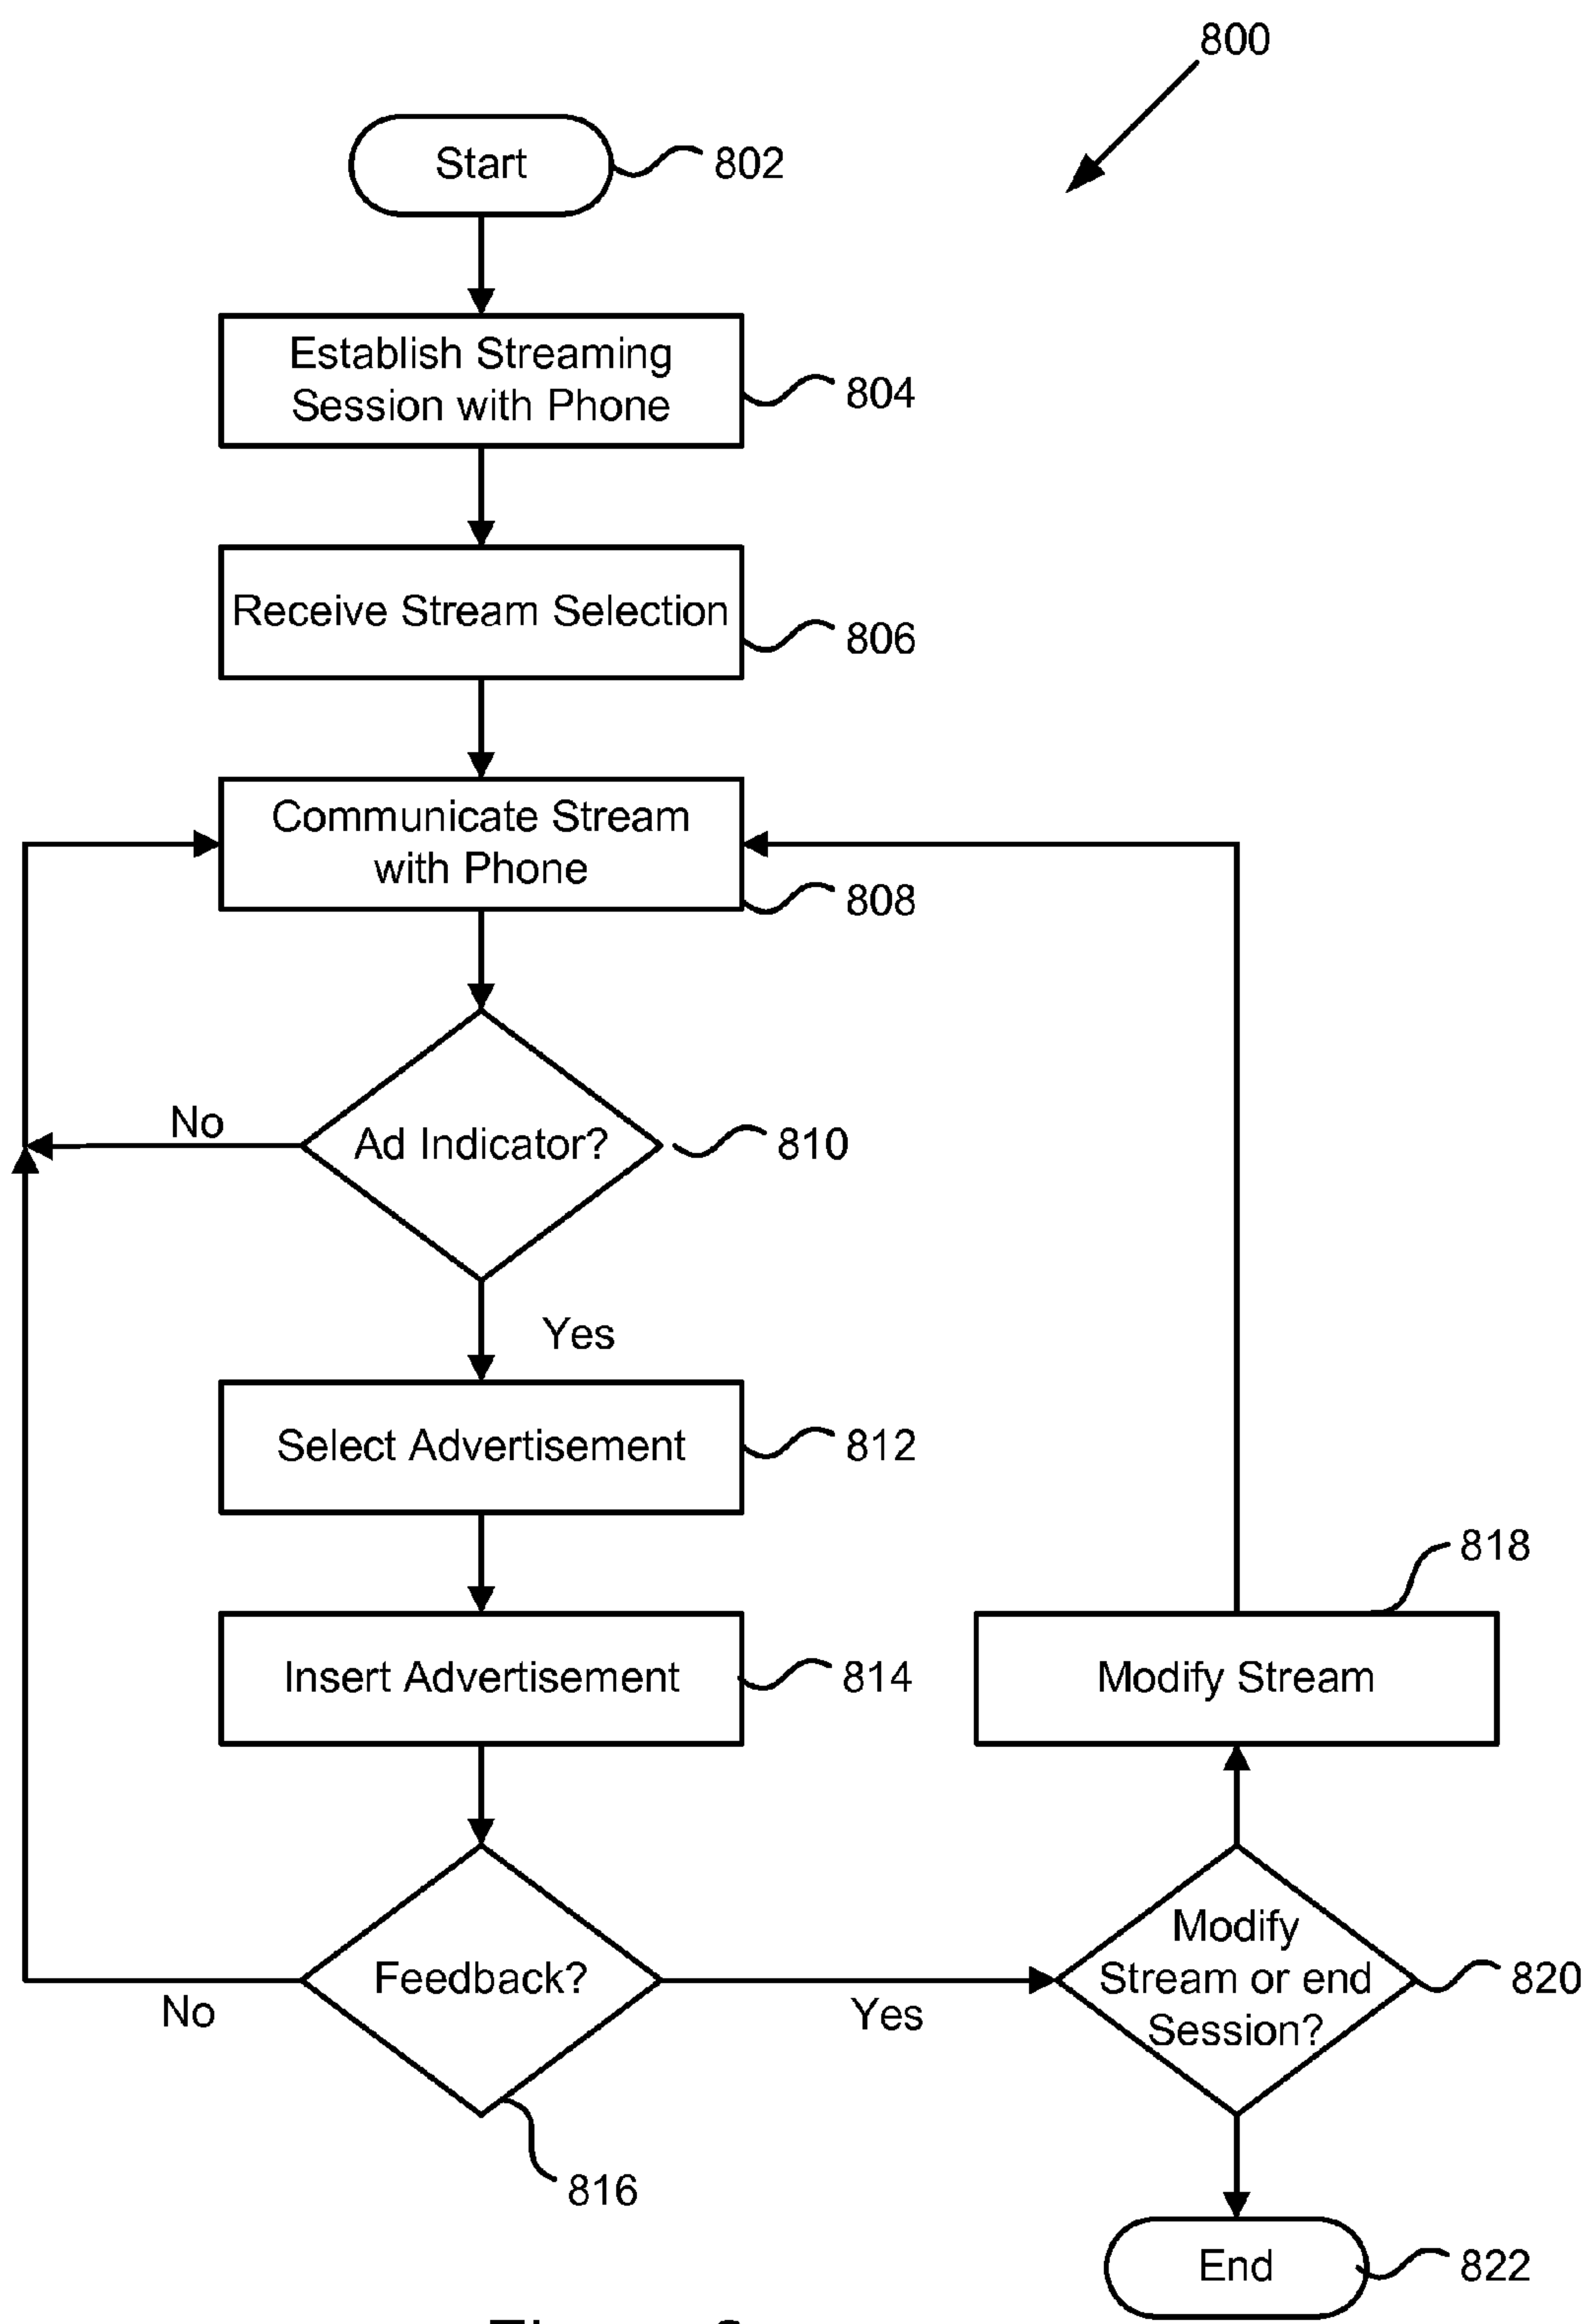 800
Start
802
Establish Streaming
Session with Phone
804
Receive Stream Selection
806
Communicate Stream
with Phone
808
No
Ad Indicator?
810
Yes
Select Advertisement
812
818
Insert Advertisement
814
Modify Stream
Feedback?
No
Yes
816
Modify
Stream or end
Session?
820
End
822